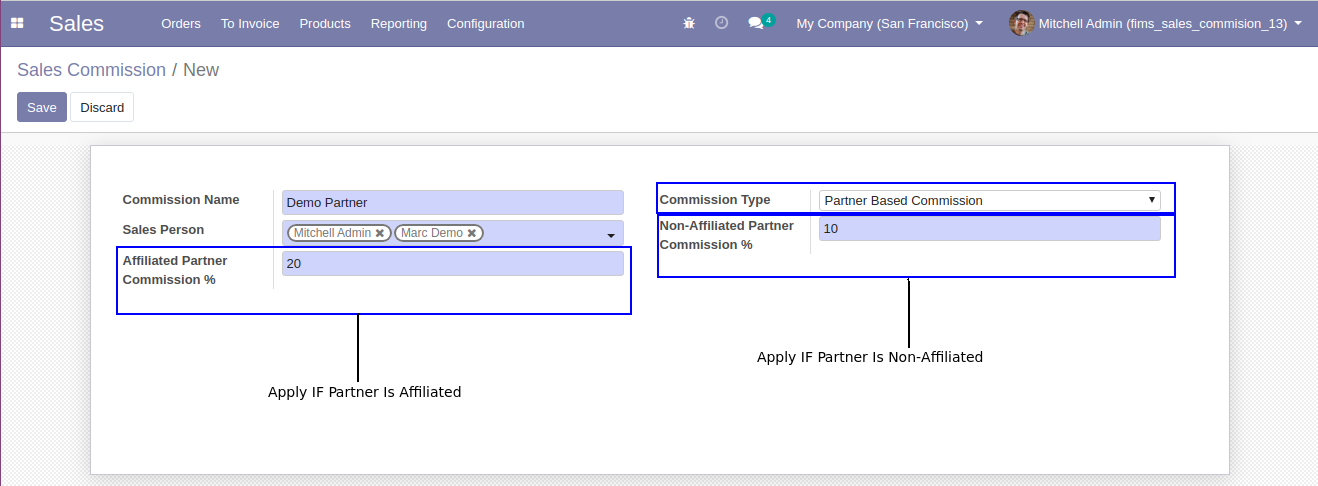 Sales Orders To Invoice Products Reporting Configuration 4 My Company (San Francisco) Mitchell Admin (fims_sales_commision_13)
Sales Commission / New
Save Discard
Commission Name Demo Partner
Sales Person Mitchell Admin ✖ Marc Demo ✖
Affiliated Partner
Commission % 20
Commission Type Partner Based Commission
Non-Affiliated Partner
Commission % 10
Apply IF Partner Is Non-Affiliated
Apply IF Partner Is Affiliated